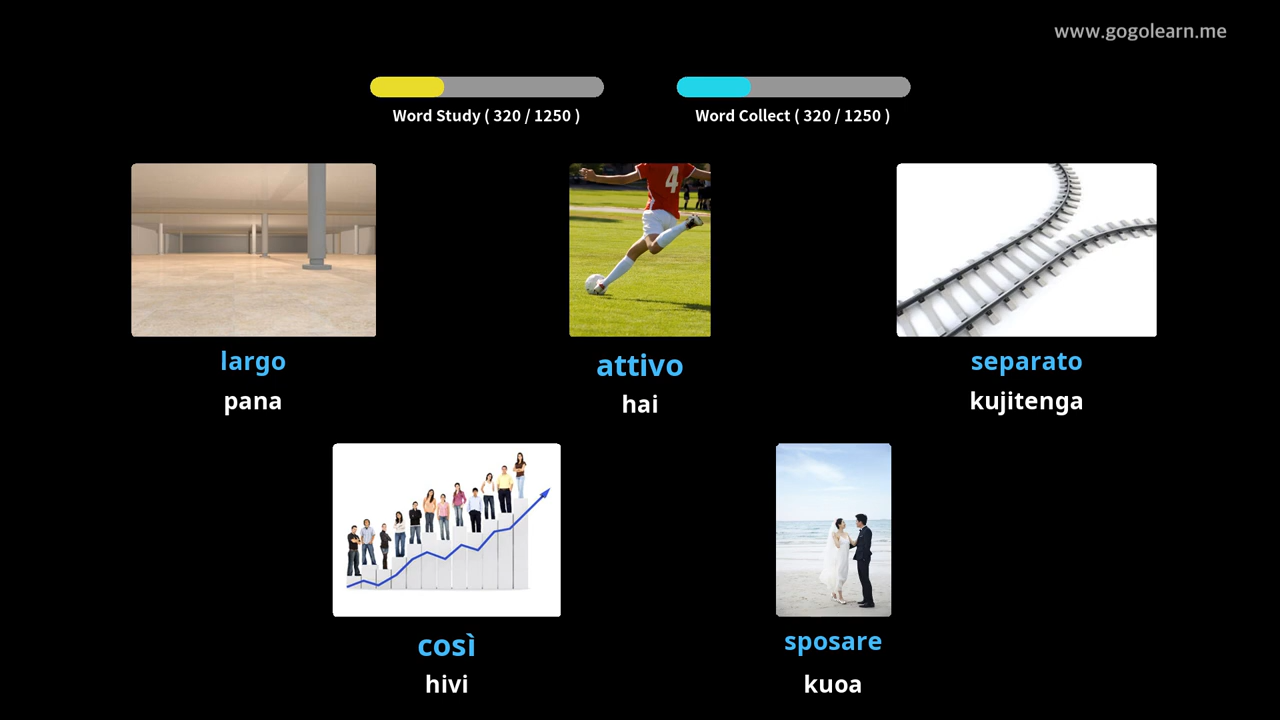 www.gogolearn.me
Word Study ( 320 / 1250 )
Word Collect ( 320 / 1250 )
4
largo
pana
attivo
hai
separato
kujitenga
così
hivi
sposare
kuoa